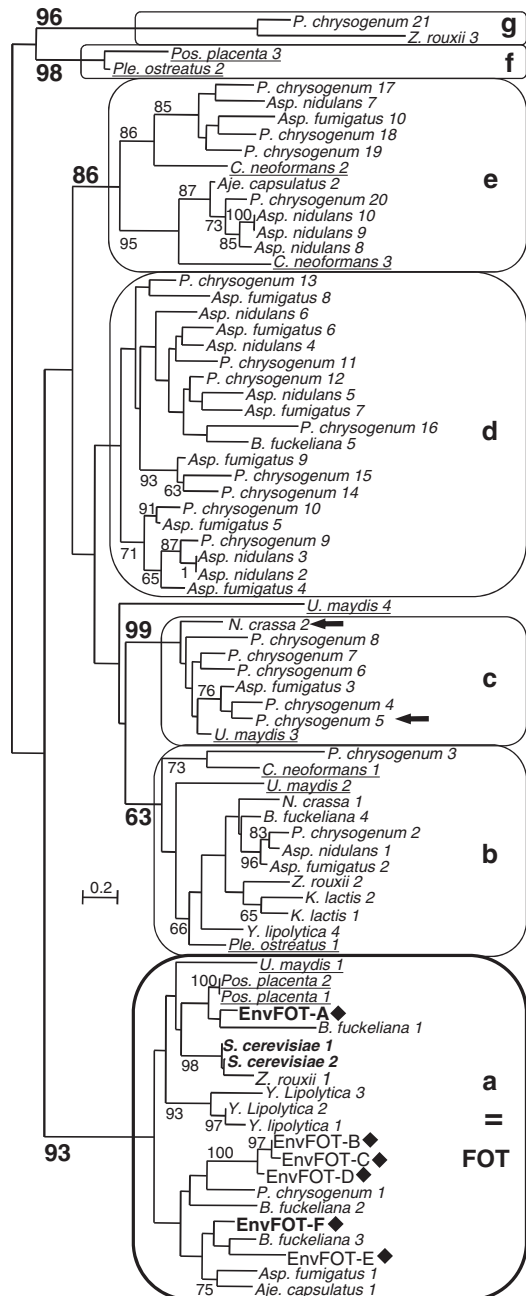 96
g
P. chrysogenum 21
Z. rouxii 3
98
f
Pos. placenta 3
Ple. ostreatus 2
P. chrysogenum 17
85
Asp. nidulans 7
Asp. fumigatus 10
86
P. chrysogenum 18
P. chrysogenum 19
86
C. neoformans 2
e
87
Aje. capsulatus 2
P. chrysogenum 20
100
Asp. nidulans 10
73
Asp. nidulans 9
95
85
Asp. nidulans 8
C. neoformans 3
P. chrysogenum 13
Asp. fumigatus 8
Asp. nidulans 6
Asp. fumigatus 6
Asp. nidulans 4
P. chrysogenum 11
P. chrysogenum 12
Asp. nidulans 5
Asp. fumigatus 7
P. chrysogenum 16
d
B. fuckeliana 5
Asp. fumigatus 9
93
P. chrysogenum 15
63
P. chrysogenum 14
91
P. chrysogenum 10
Asp. fumigatus 5
87
P. chrysogenum 9
71
Asp. nidulans 3
65
1
Asp. nidulans 2
Asp. fumigatus 4
U. maydis 4
99
N. crassa 2
P. chrysogenum 8
P. chrysogenum 7
P. chrysogenum 6
c
76
Asp. fumigatus 3
P. chrysogenum 4
P. chrysogenum 5
U. maydis 3
P. chrysogenum 3
73
C. neoformans 1
U. maydis 2
63
N. crassa 1
B. fuckeliana 4
83
P. chrysogenum 2
b
Asp. nidulans 1
96
Asp. fumigatus 2
Z. rouxii 2
0.2
K. lactis 2
65
K. lactis 1
66
Y. lipolytica 4
Ple. ostreatus 1
U. maydis 1
100
Pos. placenta 2
Pos. placenta 1
EnvFOT-A
B. fuckeliana 1
S. cerevisiae 1
98
S. cerevisiae 2
Z. rouxii 1
a
Y. Lipolytica 3
93
Y. Lipolytica 2
=
97
Y. lipolytica 1
93
97
EnvFOT-B
FOT
100
EnvFOT-C
EnvFOT-D
P. chrysogenum 1
B. fuckeliana 2
EnvFOT-F
B. fuckeliana 3
EnvFOT-E
Asp. fumigatus 1
75
Aje. capsulatus 1